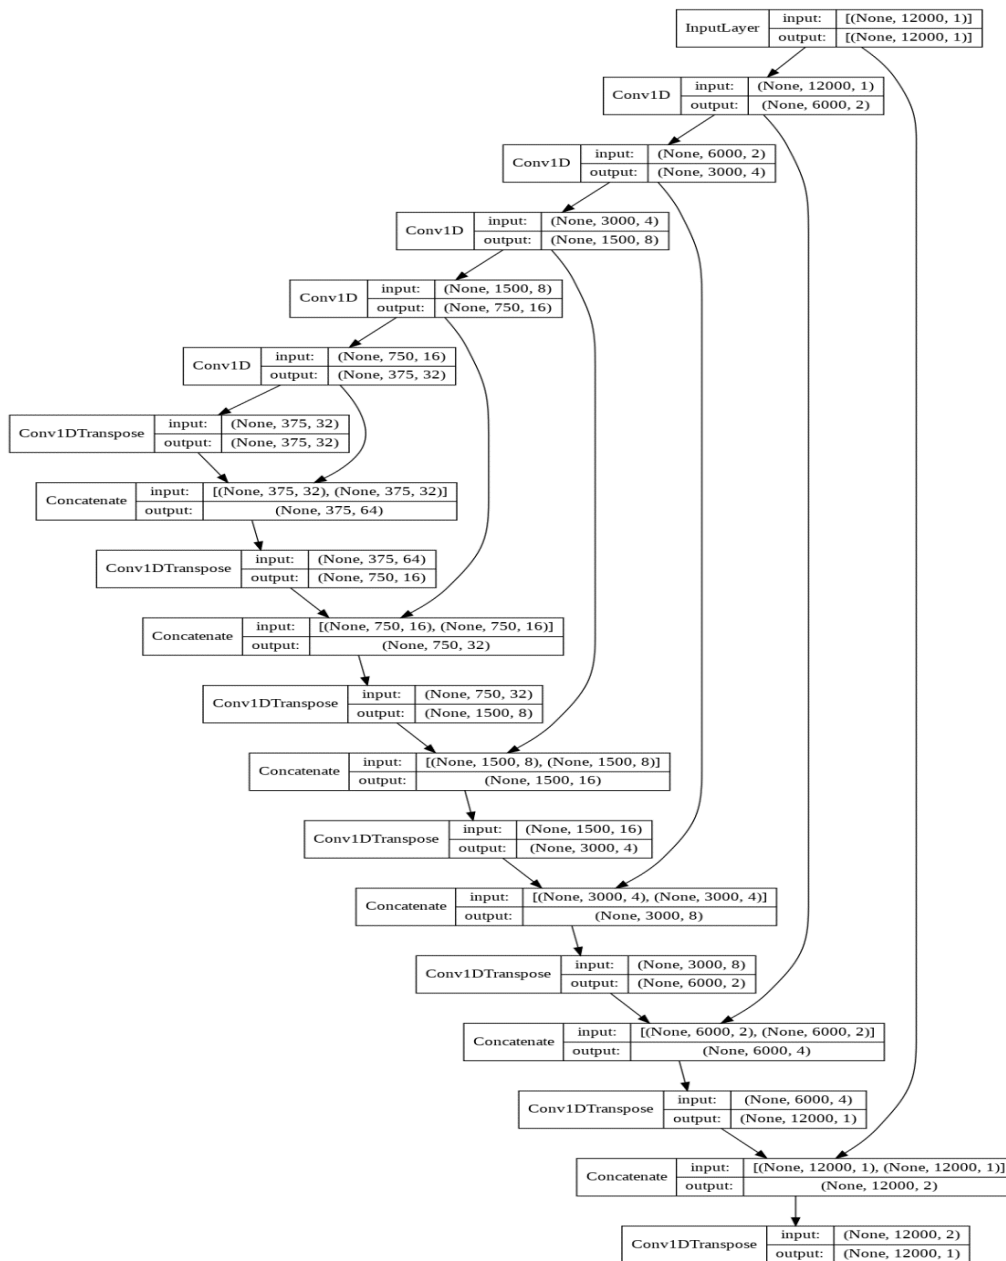 InputLayer input: [(None, 12000, 1)]
output: [(None, 12000, 1)]
Conv1D input: (None, 12000, 1)
output: (None, 6000, 2)
Conv1D input: (None, 6000, 2)
output: (None, 3000, 4)
Conv1D input: (None, 3000, 4)
output: (None, 1500, 8)
Conv1D input: (None, 1500, 8)
output: (None, 750, 16)
Conv1D input: (None, 750, 16)
output: (None, 375, 32)
Conv1DTranspose input: (None, 375, 32)
output: (None, 375, 32)
Concatenate input: [(None, 375, 32), (None, 375, 32)]
output: (None, 375, 64)
Conv1DTranspose input: (None, 375, 64)
output: (None, 750, 16)
Concatenate input: [(None, 750, 16), (None, 750, 16)]
output: (None, 750, 32)
Conv1DTranspose input: (None, 750, 32)
output: (None, 1500, 8)
Concatenate input: [(None, 1500, 8), (None, 1500, 8)]
output: (None, 1500, 16)
Conv1DTranspose input: (None, 1500, 16)
output: (None, 3000, 4)
Concatenate input: [(None, 3000, 4), (None, 3000, 4)]
output: (None, 3000, 8)
Conv1DTranspose input: (None, 3000, 8)
output: (None, 6000, 2)
Concatenate input: [(None, 6000, 2), (None, 6000, 2)]
output: (None, 6000, 4)
Conv1DTranspose input: (None, 6000, 4)
output: (None, 12000, 1)
Concatenate input: [(None, 12000, 1), (None, 12000, 1)]
output: (None, 12000, 2)
Conv1DTranspose input: (None, 12000, 2)
output: (None, 12000, 1)